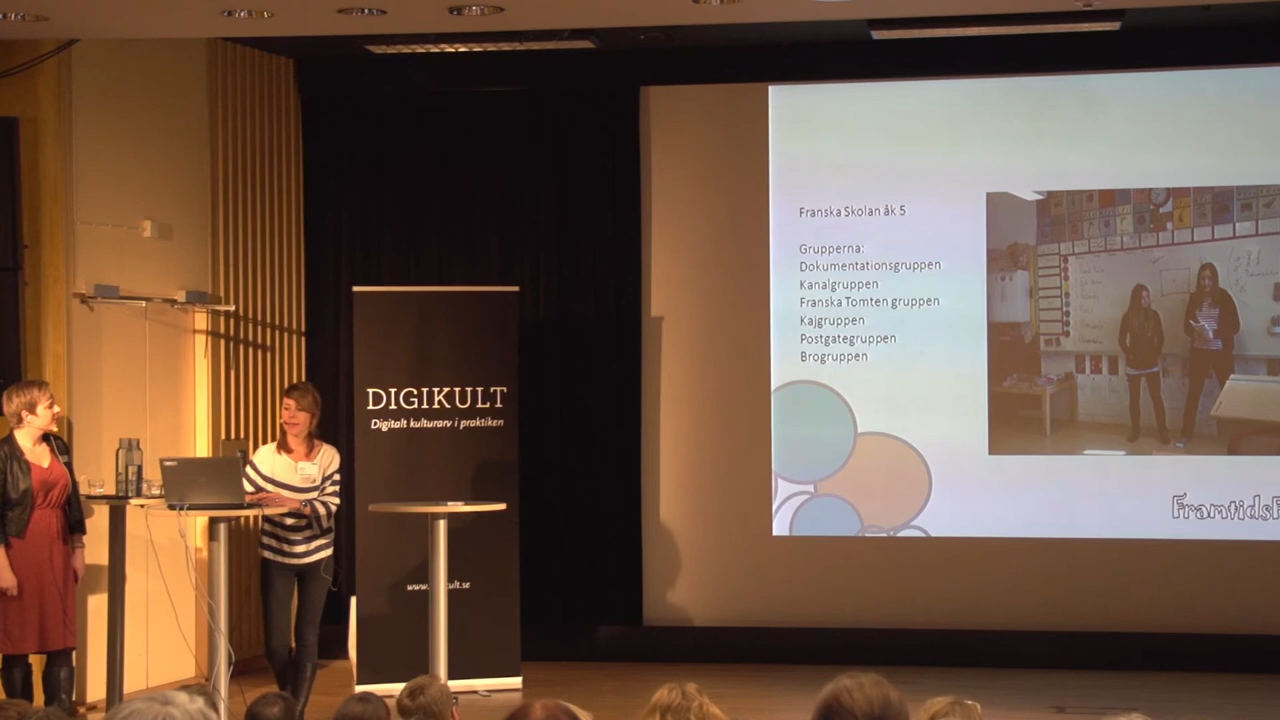 DIGIKULT
Digitalt kulturarv i praktiken
Franska Skolan åk 5
Grupperna:
Dokumentationsgruppen
Kanalgruppen
Franska Tomten gruppen
Kajgruppen
Postgategruppen
Brogruppen